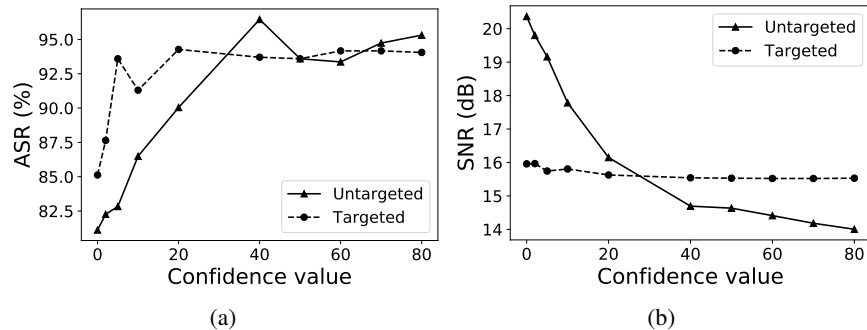 95.0
92.5
90.0
87.5
85.0
82.5
ASR (%)
Untargeted
Targeted
0 20 40 60 80
Confidence value
(a)
20
19
18
17
16
15
14
SNR (dB)
Untargeted
Targeted
0 20 40 60 80
Confidence value
(b)